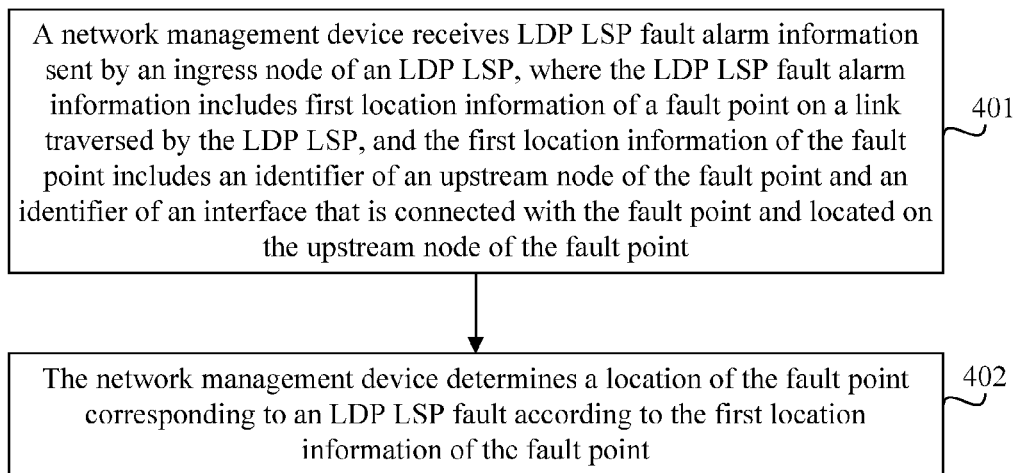 A network management device receives LDP LSP fault alarm information
sent by an ingress node of an LDP LSP, where the LDP LSP fault alarm
information includes first location information of a fault point on a link
traversed by the LDP LSP, and the first location information of the fault
point includes an identifier of an upstream node of the fault point and an
identifier of an interface that is connected with the fault point and located on
the upstream node of the fault point
401
The network management device determines a location of the fault point
corresponding to an LDP LSP fault according to the first location
information of the fault point
402